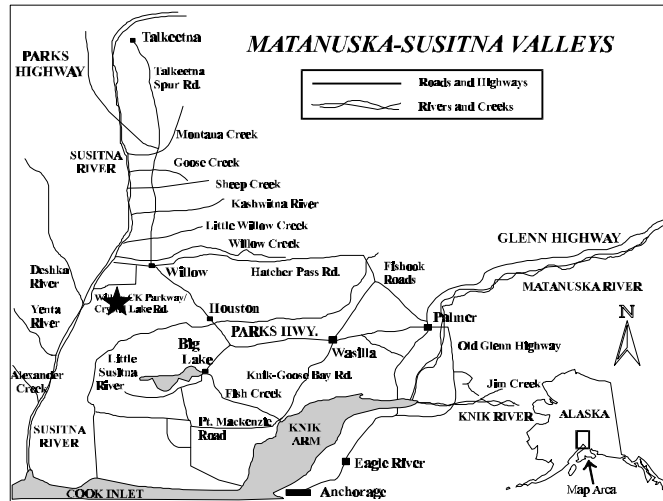 Talkeetna
MATANUSKA-SUSITNA VALLEYS
PARKS
HIGHWAY
Talkeetna
Spur Rd.
Roads and Highways
Rivers and Creeks
Montana Creek
SUSITNA
RIVER
Goose Creek
Sheep Creek
Kashwitna River
Little Willow Creek
Willow Creek
GLENN HIGHWAY
Deshka
River
Willow
Hatcher Pass Rd.
Fishook
Roads
MATANUSKA RIVER
Willow CK Parkway/
Crystal Lake Rd.
Houston
Yenta
River
PARKS HWY.
Palmer
N
Big
Lake
Wasilla
Old Glenn Highway
Little
Susitna
River
Knik-Goose Bay Rd.
Alexander
Creek
Fish Creek
Jim Creek
Pt. Mackenzie
Road
KNIK
ARM
KNIK RIVER
ALASKA
SUSITNA
RIVER
Eagle River
Map Area
COOK INLET
Anchorage